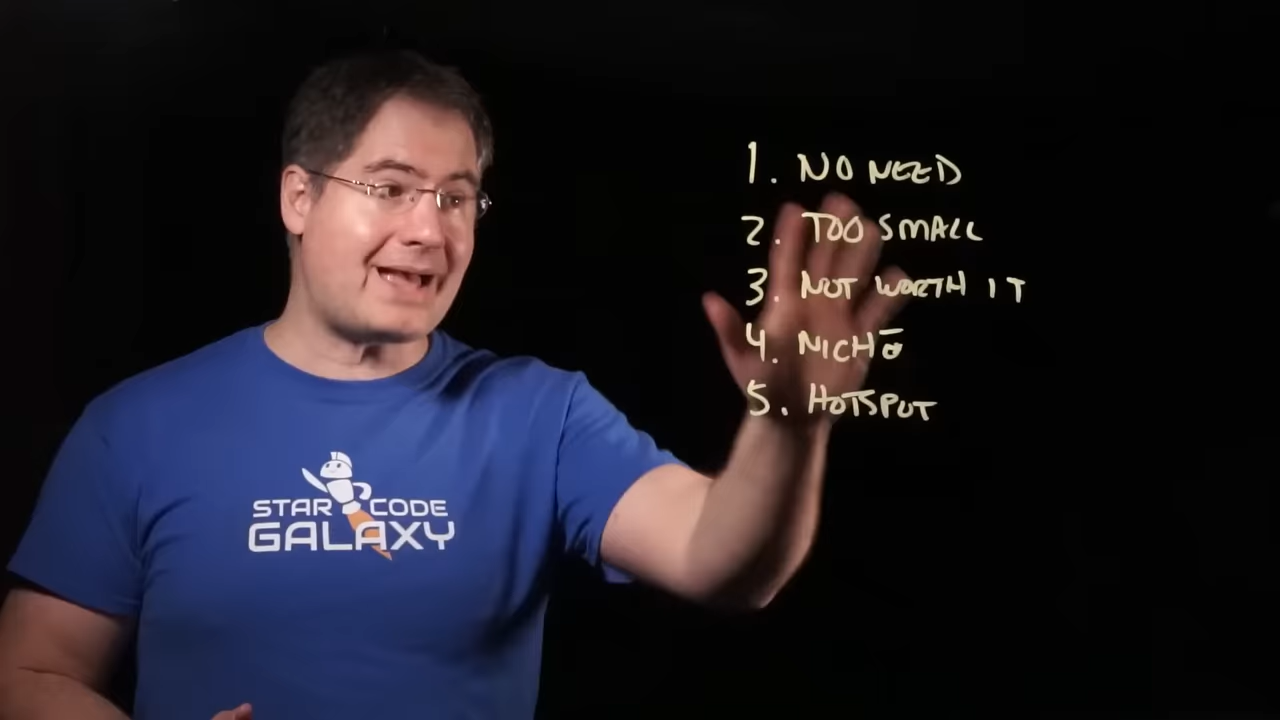 1. NO NEED
2. TOO SMALL
3. NOT WORTH IT
4. NICHE
5. HOTSPOT
STAR CODE
GALAXY